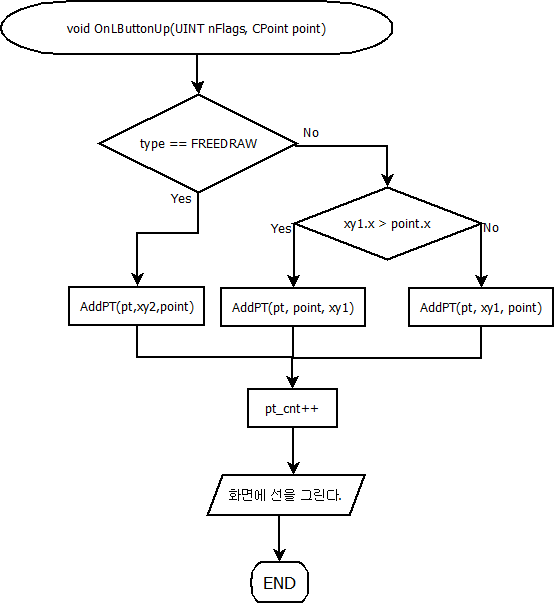 void OnLButtonUp(UINT nFlags, CPoint point)
type == FREEDRAW
No
Yes
xy1.x > point.x
Yes
No
AddPT(pt,xy2,point)
AddPT(pt, point, xy1)
AddPT(pt, xy1, point)
pt_cnt++
화면에 선을 그린다.
END